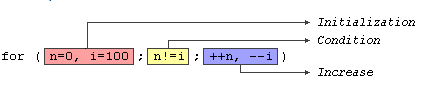 Initialization
Condition
for ( n=0, i=100 ; n!=i ; ++n, --i )
Increase